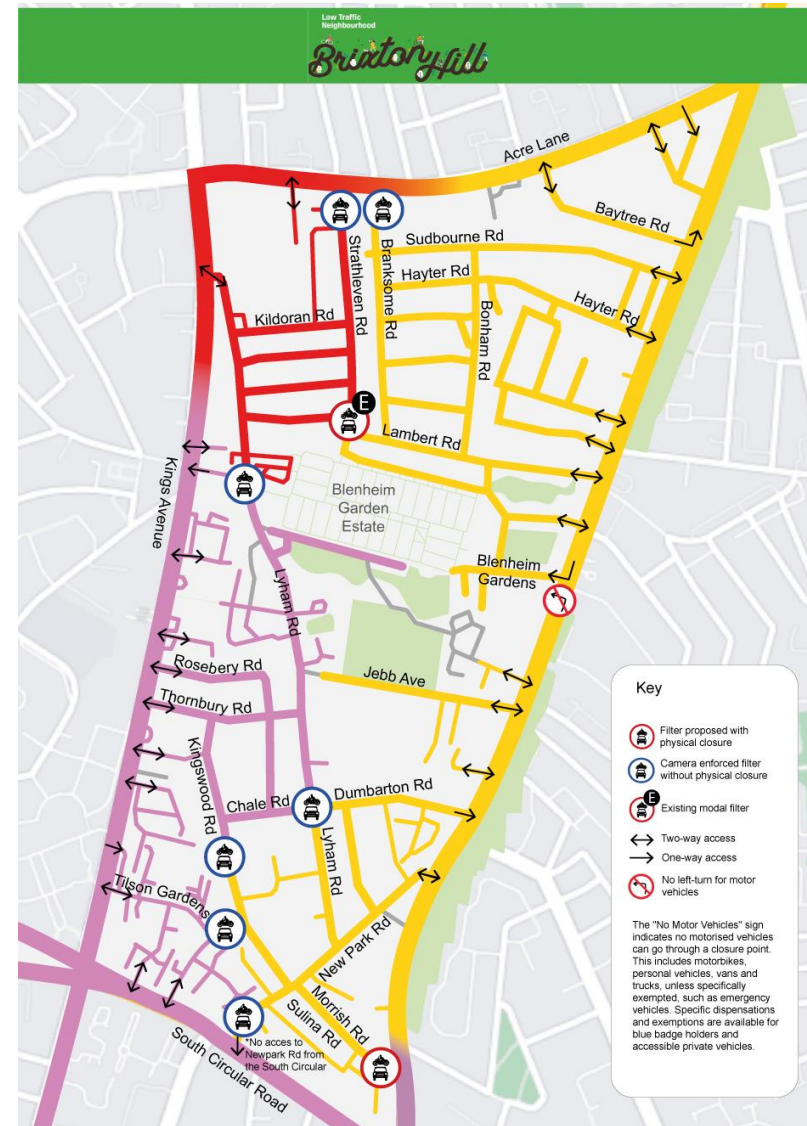 Low Traffic
Neighbourhood
Brixton Hill
Acre Lane
Baytree Rd
Sudbourne Rd
Hayter Rd
Hayter Rd
Strathleven Rd
Branksome Rd
Bonham Rd
Kildoran Rd
E
Lambert Rd
Kings Avenue
Blenheim
Garden
Estate
Blenheim
Gardens
Lyham Rd
Rosebery Rd
Jebb Ave
Thornbury Rd
Kingswood Rd
Chale Rd
Dumbarton Rd
Lyham Rd
Tilson Gardens
New Park Rd
Morrish Rd
Sulina Rd
*No acces to
Newpark Rd from
the South Circular
South Circular Road
Key
Filter proposed with
physical closure
Camera enforced filter
without physical closure
E
Existing modal filter
Two-way access
One-way access
No left-turn for motor
vehicles
The "No Motor Vehicles" sign
indicates no motorised vehicles
can go through a closure point.
This includes motorbikes,
personal vehicles, vans and
trucks, unless specifically
exempted, such as emergency
vehicles. Specific dispensations
and exemptions are available for
blue badge holders and
accessible private vehicles.